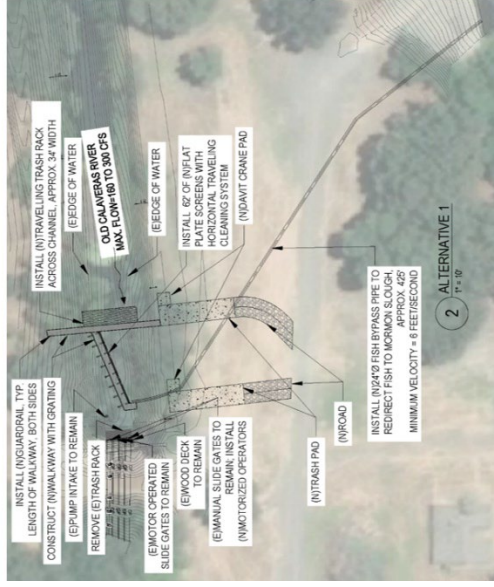 INSTALL (N)GUARDRAIL, TYP.
LENGTH OF WALKWAY, BOTH SIDES
CONSTRUCT (N)WALKWAY WITH GRATING
(E)PUMP INTAKE TO REMAIN
REMOVE (E)TRASH RACK
(E)MOTOR OPERATED
SLIDE GATES TO REMAIN
(E)WOOD DECK
TO REMAIN
(E)MANUAL SLIDE GATES TO
REMAIN; INSTALL
(N)MOTORIZED OPERATORS
(N)TRASH PAD
(N)ROAD
INSTALL (N)TRAVELLING TRASH RACK
ACROSS CHANNEL, APPROX. 34' WIDTH
(E)EDGE OF WATER
OLD CALAVERAS RIVER
MAX. FLOW=160 TO 300 CFS
(E)EDGE OF WATER
INSTALL 62' OF (N)FLAT
PLATE SCREENS WITH
HORIZONTAL TRAVELING
CLEANING SYSTEM
(N)DAVIT CRANE PAD
INSTALL (N)24"Ø FISH BYPASS PIPE TO
REDIRECT FISH TO MORMON SLOUGH,
APPROX. 425'
MINIMUM VELOCITY = 6 FEET/SECOND
2 ALTERNATIVE 1
1" = 10'